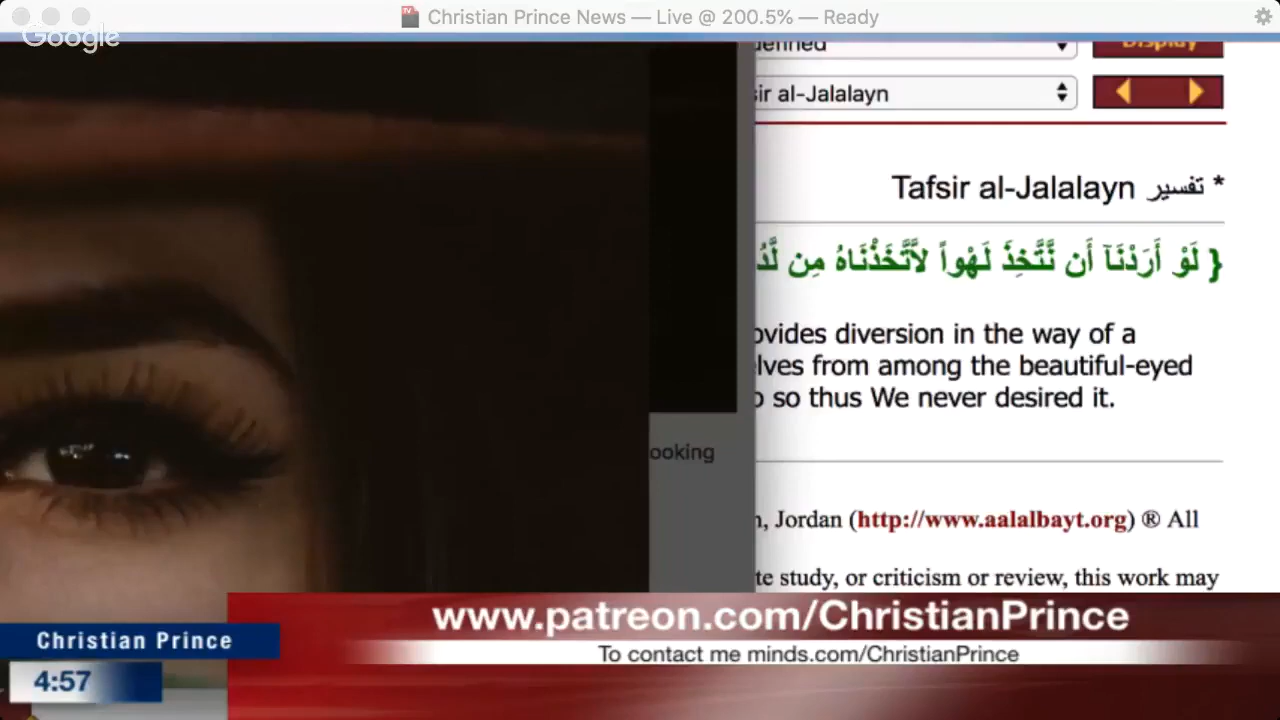 Christian Prince News — Live @ 200.5% — Ready
Google
efined
Display
sir al-Jalalayn
Tafsir al-Jalalayn تفسير *
{ لَوْ أَرَدْنَآ أَن نَّتَّخِذَ لَهْواً لاَّتَّخَذْنَاهُ مِن لَّدُ
ovides diversion in the way of a
elves from among the beautiful-eyed
o so thus We never desired it.
ooking
n, Jordan (http://www.aalalbayt.org) ® All
te study, or criticism or review, this work may
www.patreon.com/ChristianPrince
Christian Prince
To contact me minds.com/ChristianPrince
4:57